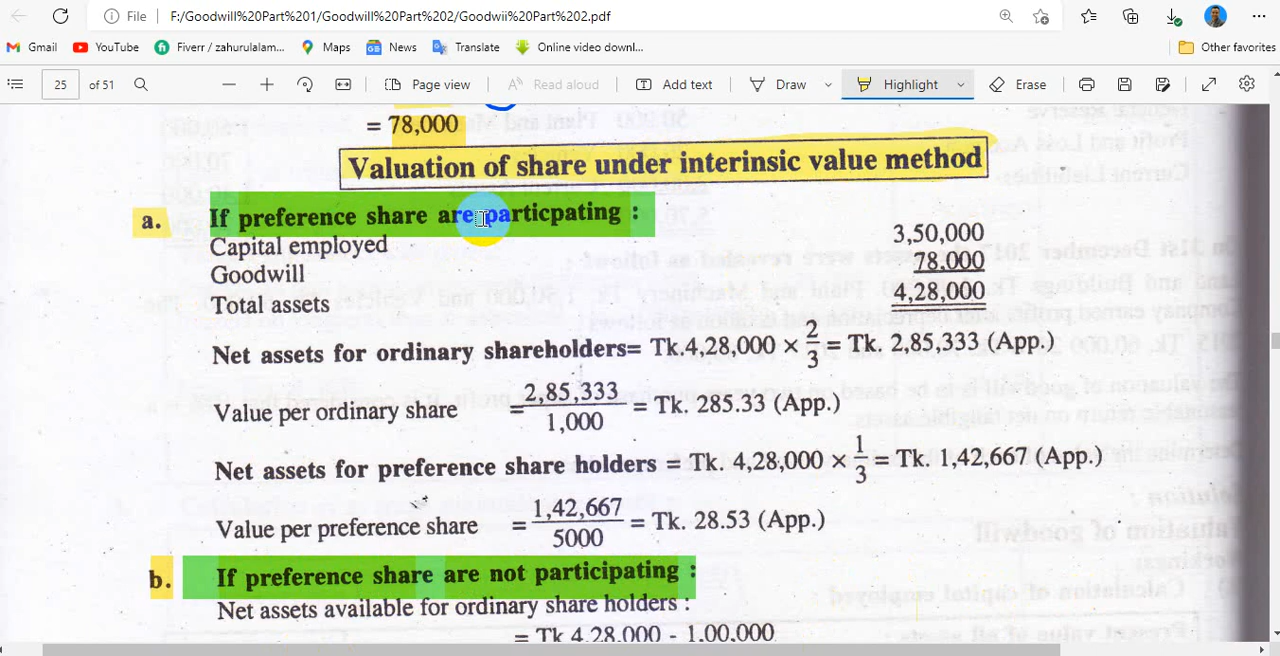 File F:/Goodwill%20Part%201/Goodwill%20Part%202/Goodwii%20Part%202.pdf
Gmail YouTube Fiverr / zahurulalam... Maps News Translate Online video downl... Other favorites
25 of 51 Page view Read aloud Add text Draw Highlight Erase
= 78,000
Valuation of share under interinsic value method
a. If preference share are particpating :
Capital employed 3,50,000
Goodwill 78,000
Total assets 4,28,000
Net assets for ordinary shareholders= Tk.4,28,000 × 2/3 = Tk. 2,85,333 (App.)
Value per ordinary share = 2,85,333 / 1,000 = Tk. 285.33 (App.)
Net assets for preference share holders = Tk. 4,28,000 × 1/3 = Tk. 1,42,667 (App.)
Value per preference share = 1,42,667 / 5000 = Tk. 28.53 (App.)
b. If preference share are not participating :
Net assets available for ordinary share holders :
= Tk 4,28,000 - 1,00,000